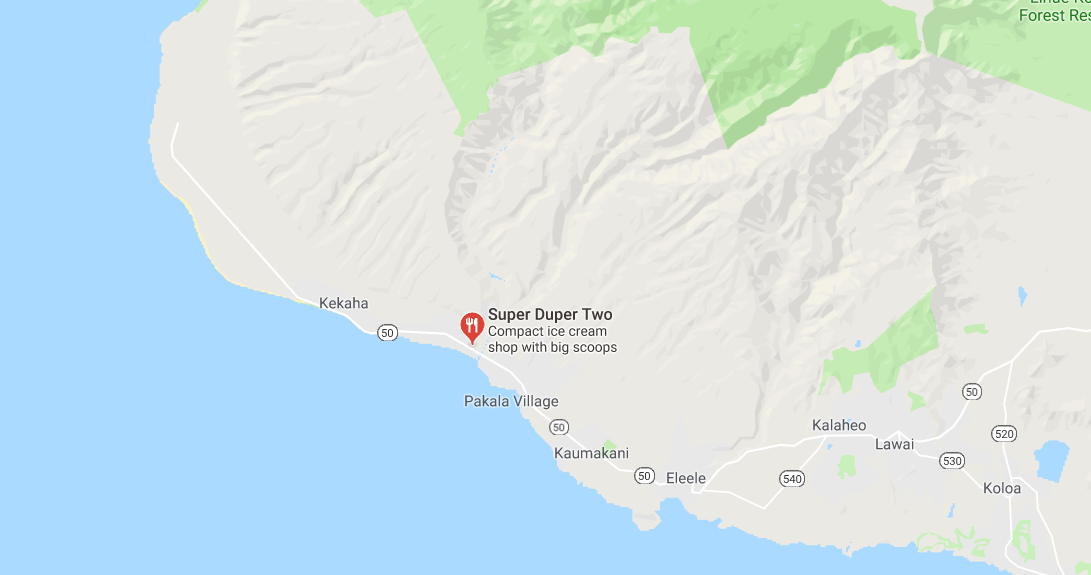 Forest Res
Kekaha
50
Super Duper Two
Compact ice cream
shop with big scoops
Pakala Village
50
Kaumakani
50
Eleele
540
Kalaheo
Lawai
50
520
530
Koloa